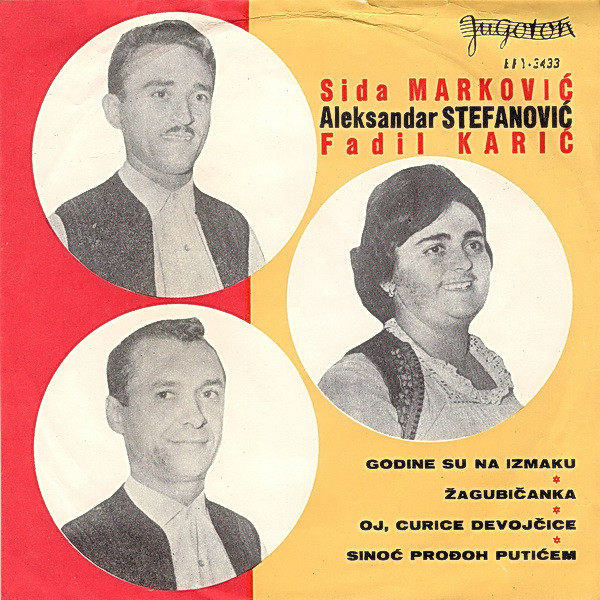 Jugoton
EPY-3433
Sida MARKOVIĆ
Aleksandar STEFANOVIĆ
Fadil KARIĆ
GODINE SU NA IZMAKU
ŽAGUBIČANKA
OJ, CURICE DEVOJČICE
SINOĆ PROĐOH PUTIĆEM